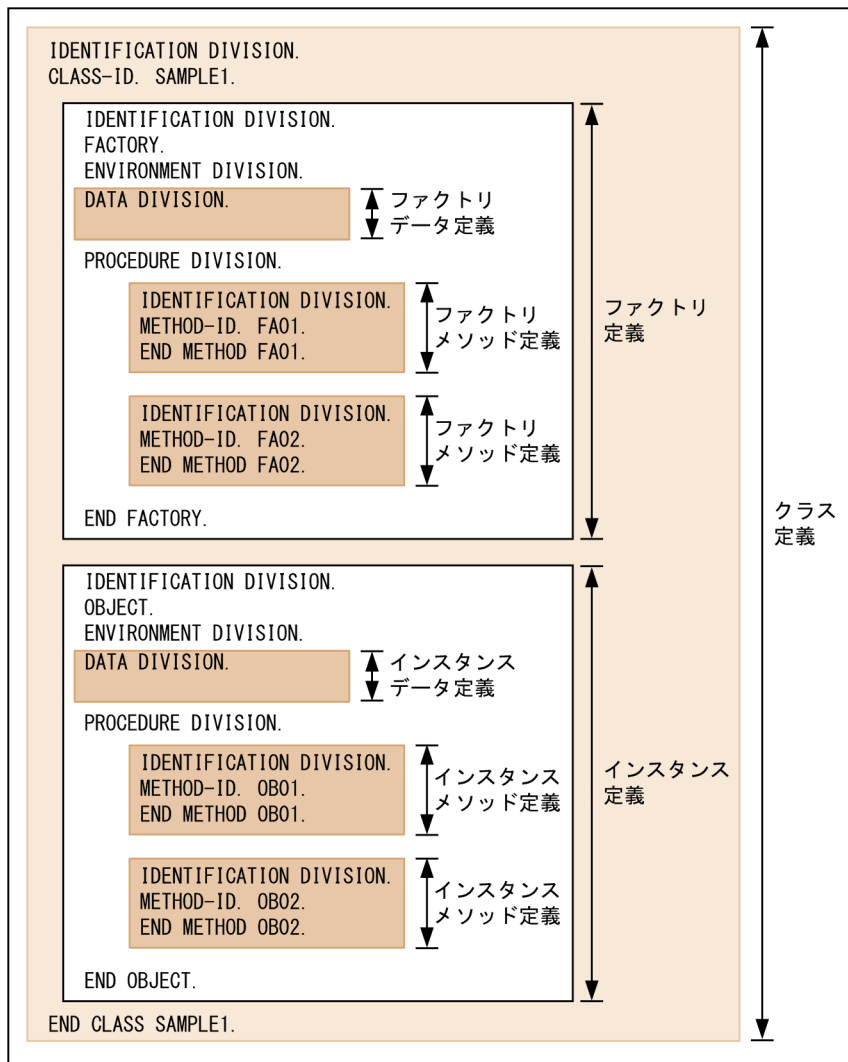 IDENTIFICATION DIVISION.
CLASS-ID. SAMPLE1.
IDENTIFICATION DIVISION.
FACTORY.
ENVIRONMENT DIVISION.
DATA DIVISION.
ファクトリ
データ定義
PROCEDURE DIVISION.
IDENTIFICATION DIVISION.
METHOD-ID. FA01.
END METHOD FA01.
ファクトリ
メソッド定義
IDENTIFICATION DIVISION.
METHOD-ID. FA02.
END METHOD FA02.
ファクトリ
メソッド定義
END FACTORY.
ファクトリ
定義
IDENTIFICATION DIVISION.
OBJECT.
ENVIRONMENT DIVISION.
DATA DIVISION.
インスタンス
データ定義
PROCEDURE DIVISION.
IDENTIFICATION DIVISION.
METHOD-ID. OB01.
END METHOD OB01.
インスタンス
メソッド定義
IDENTIFICATION DIVISION.
METHOD-ID. OB02.
END METHOD OB02.
インスタンス
メソッド定義
END OBJECT.
インスタンス
定義
END CLASS SAMPLE1.
クラス
定義